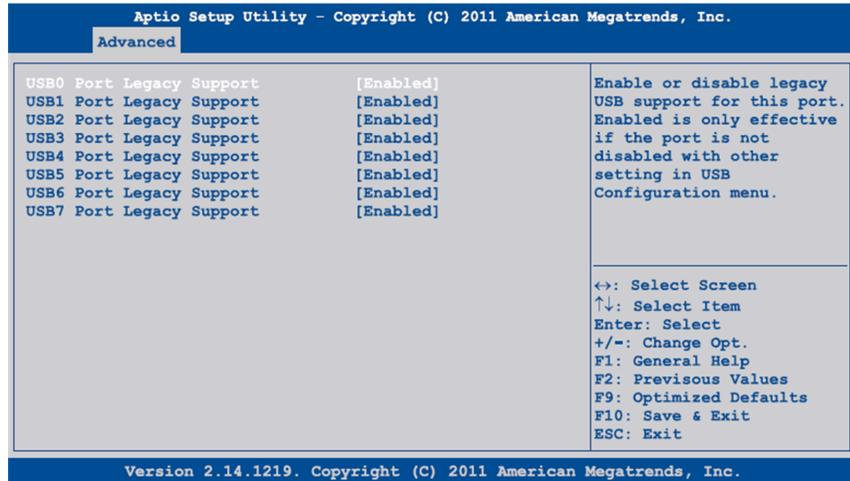 Aptio Setup Utility – Copyright (C) 2011 American Megatrends, Inc.
Advanced
USB0 Port Legacy Support [Enabled]
USB1 Port Legacy Support [Enabled]
USB2 Port Legacy Support [Enabled]
USB3 Port Legacy Support [Enabled]
USB4 Port Legacy Support [Enabled]
USB5 Port Legacy Support [Enabled]
USB6 Port Legacy Support [Enabled]
USB7 Port Legacy Support [Enabled]
Enable or disable legacy
USB support for this port.
Enabled is only effective
if the port is not
disabled with other
setting in USB
Configuration menu.
↔: Select Screen
↑↓: Select Item
Enter: Select
+/-: Change Opt.
F1: General Help
F2: Previsous Values
F9: Optimized Defaults
F10: Save & Exit
ESC: Exit
Version 2.14.1219. Copyright (C) 2011 American Megatrends, Inc.